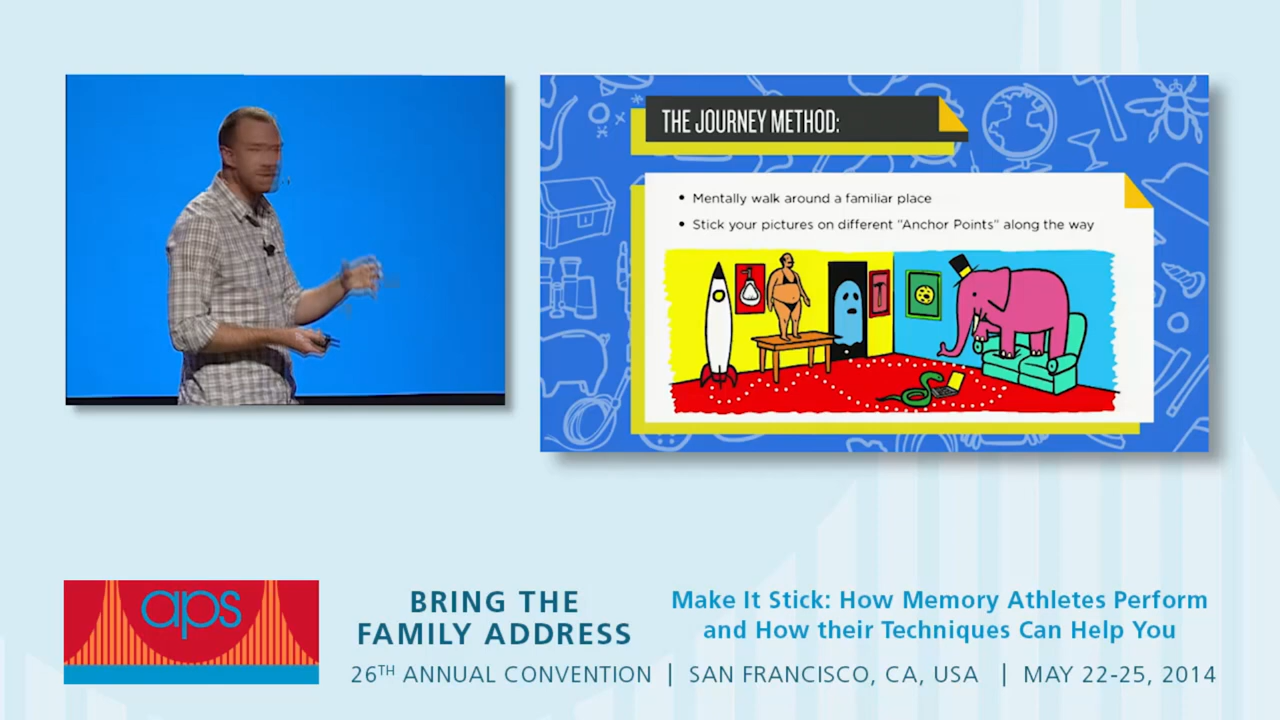 THE JOURNEY METHOD:
• Mentally walk around a familiar place
• Stick your pictures on different "Anchor Points" along the way
aps
BRING THE
FAMILY ADDRESS
Make It Stick: How Memory Athletes Perform
and How their Techniques Can Help You
26TH ANNUAL CONVENTION | SAN FRANCISCO, CA, USA | MAY 22-25, 2014